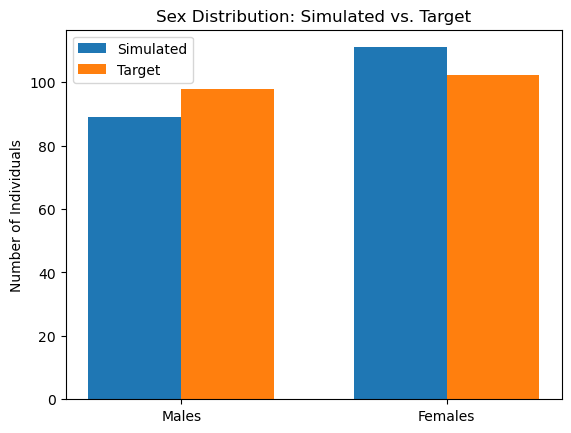 Sex Distribution: Simulated vs. Target
Simulated
Target
Number of Individuals
100
80
60
40
20
0
Males
Females